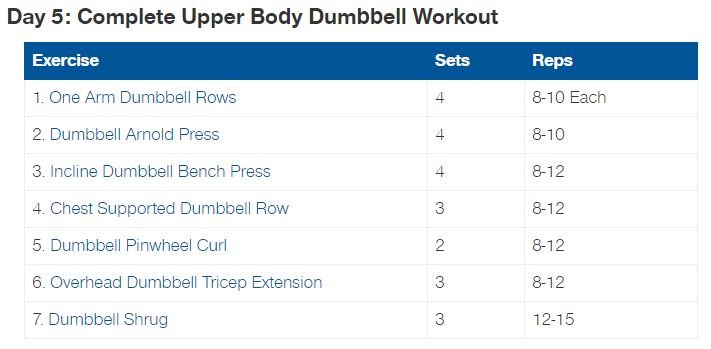 Day 5: Complete Upper Body Dumbbell Workout
Exercise Sets Reps
1. One Arm Dumbbell Rows 4 8-10 Each
2. Dumbbell Arnold Press 4 8-10
3. Incline Dumbbell Bench Press 4 8-12
4. Chest Supported Dumbbell Row 3 8-12
5. Dumbbell Pinwheel Curl 2 8-12
6. Overhead Dumbbell Tricep Extension 3 8-12
7. Dumbbell Shrug 3 12-15